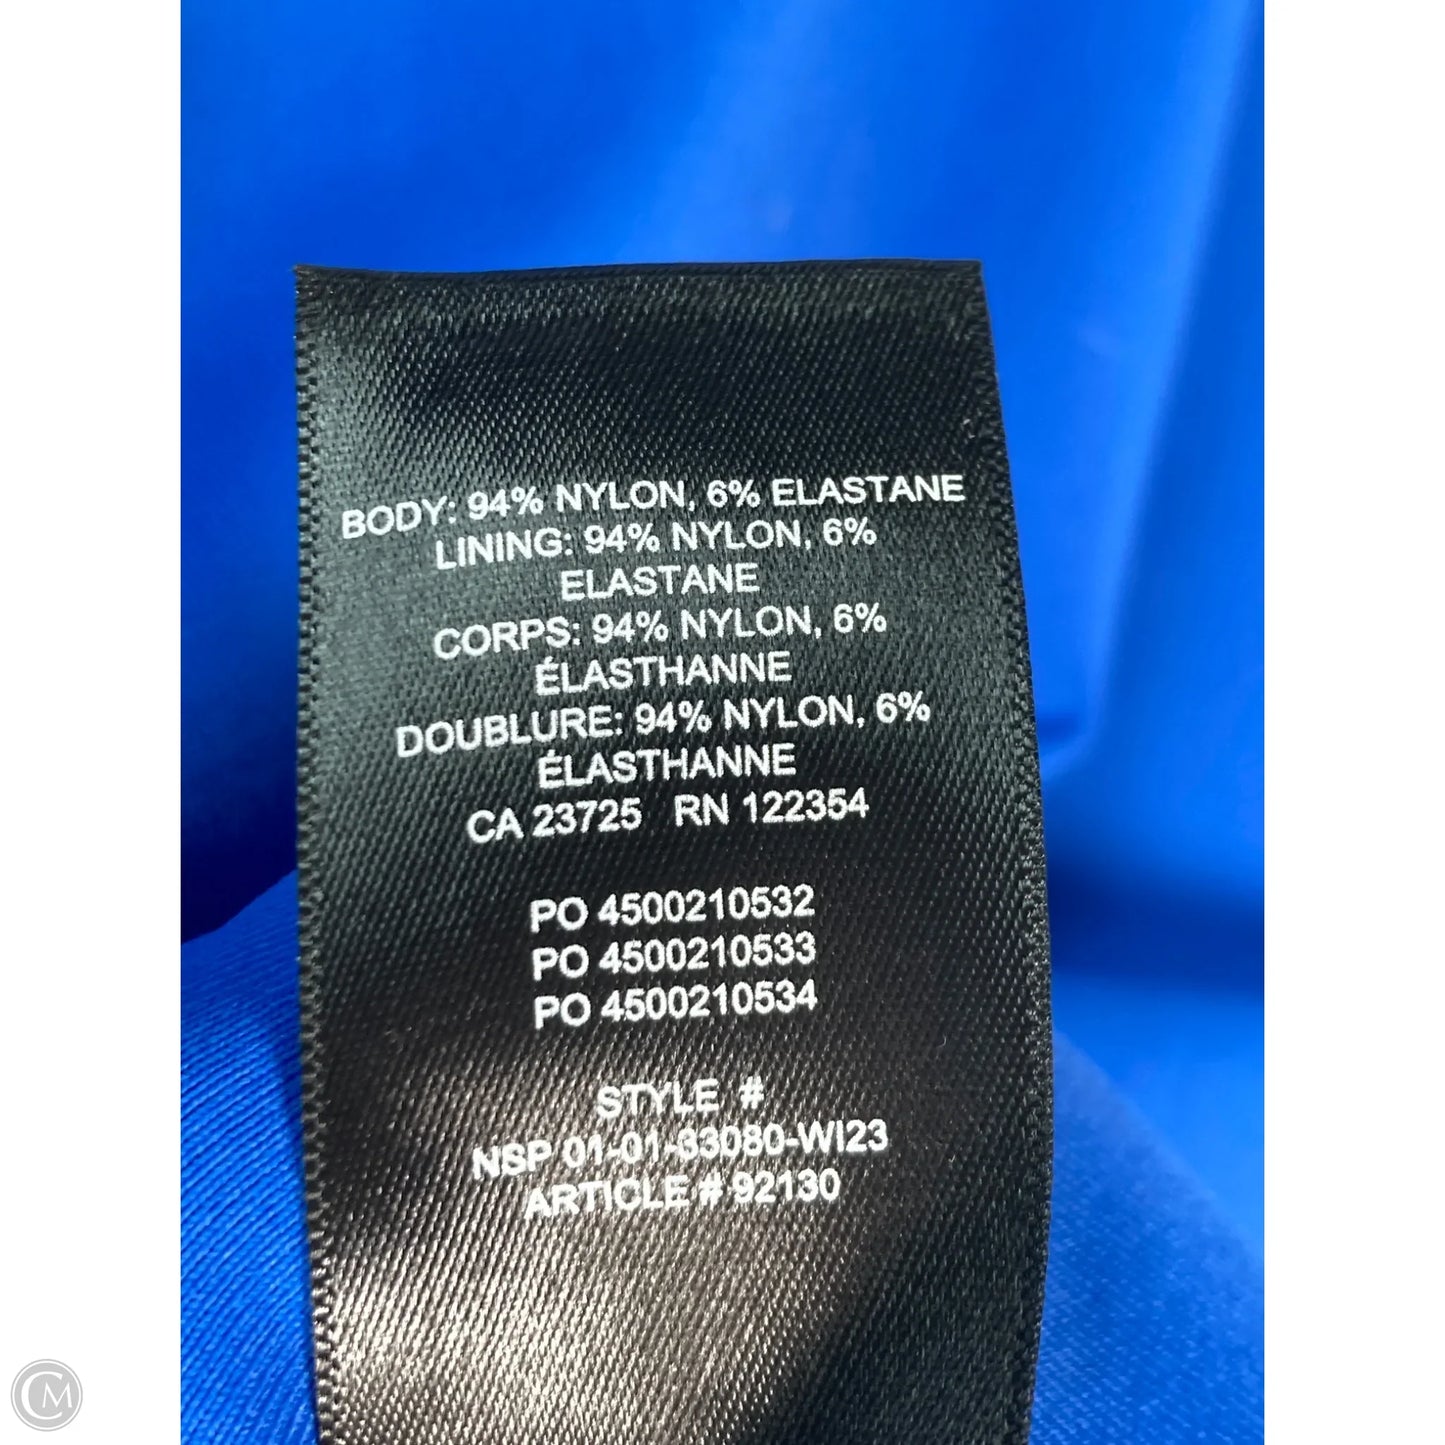 BODY: 94% NYLON, 6% ELASTANE
LINING: 94% NYLON, 6%
ELASTANE
CORPS: 94% NYLON, 6%
ÉLASTHANNE
DOUBLURE: 94% NYLON, 6%
ÉLASTHANNE
CA 23725 RN 122354
PO 4500210532
PO 4500210533
PO 4500210534
STYLE #
NSP 01-01-33080-WI23
ARTICLE # 92130
CM